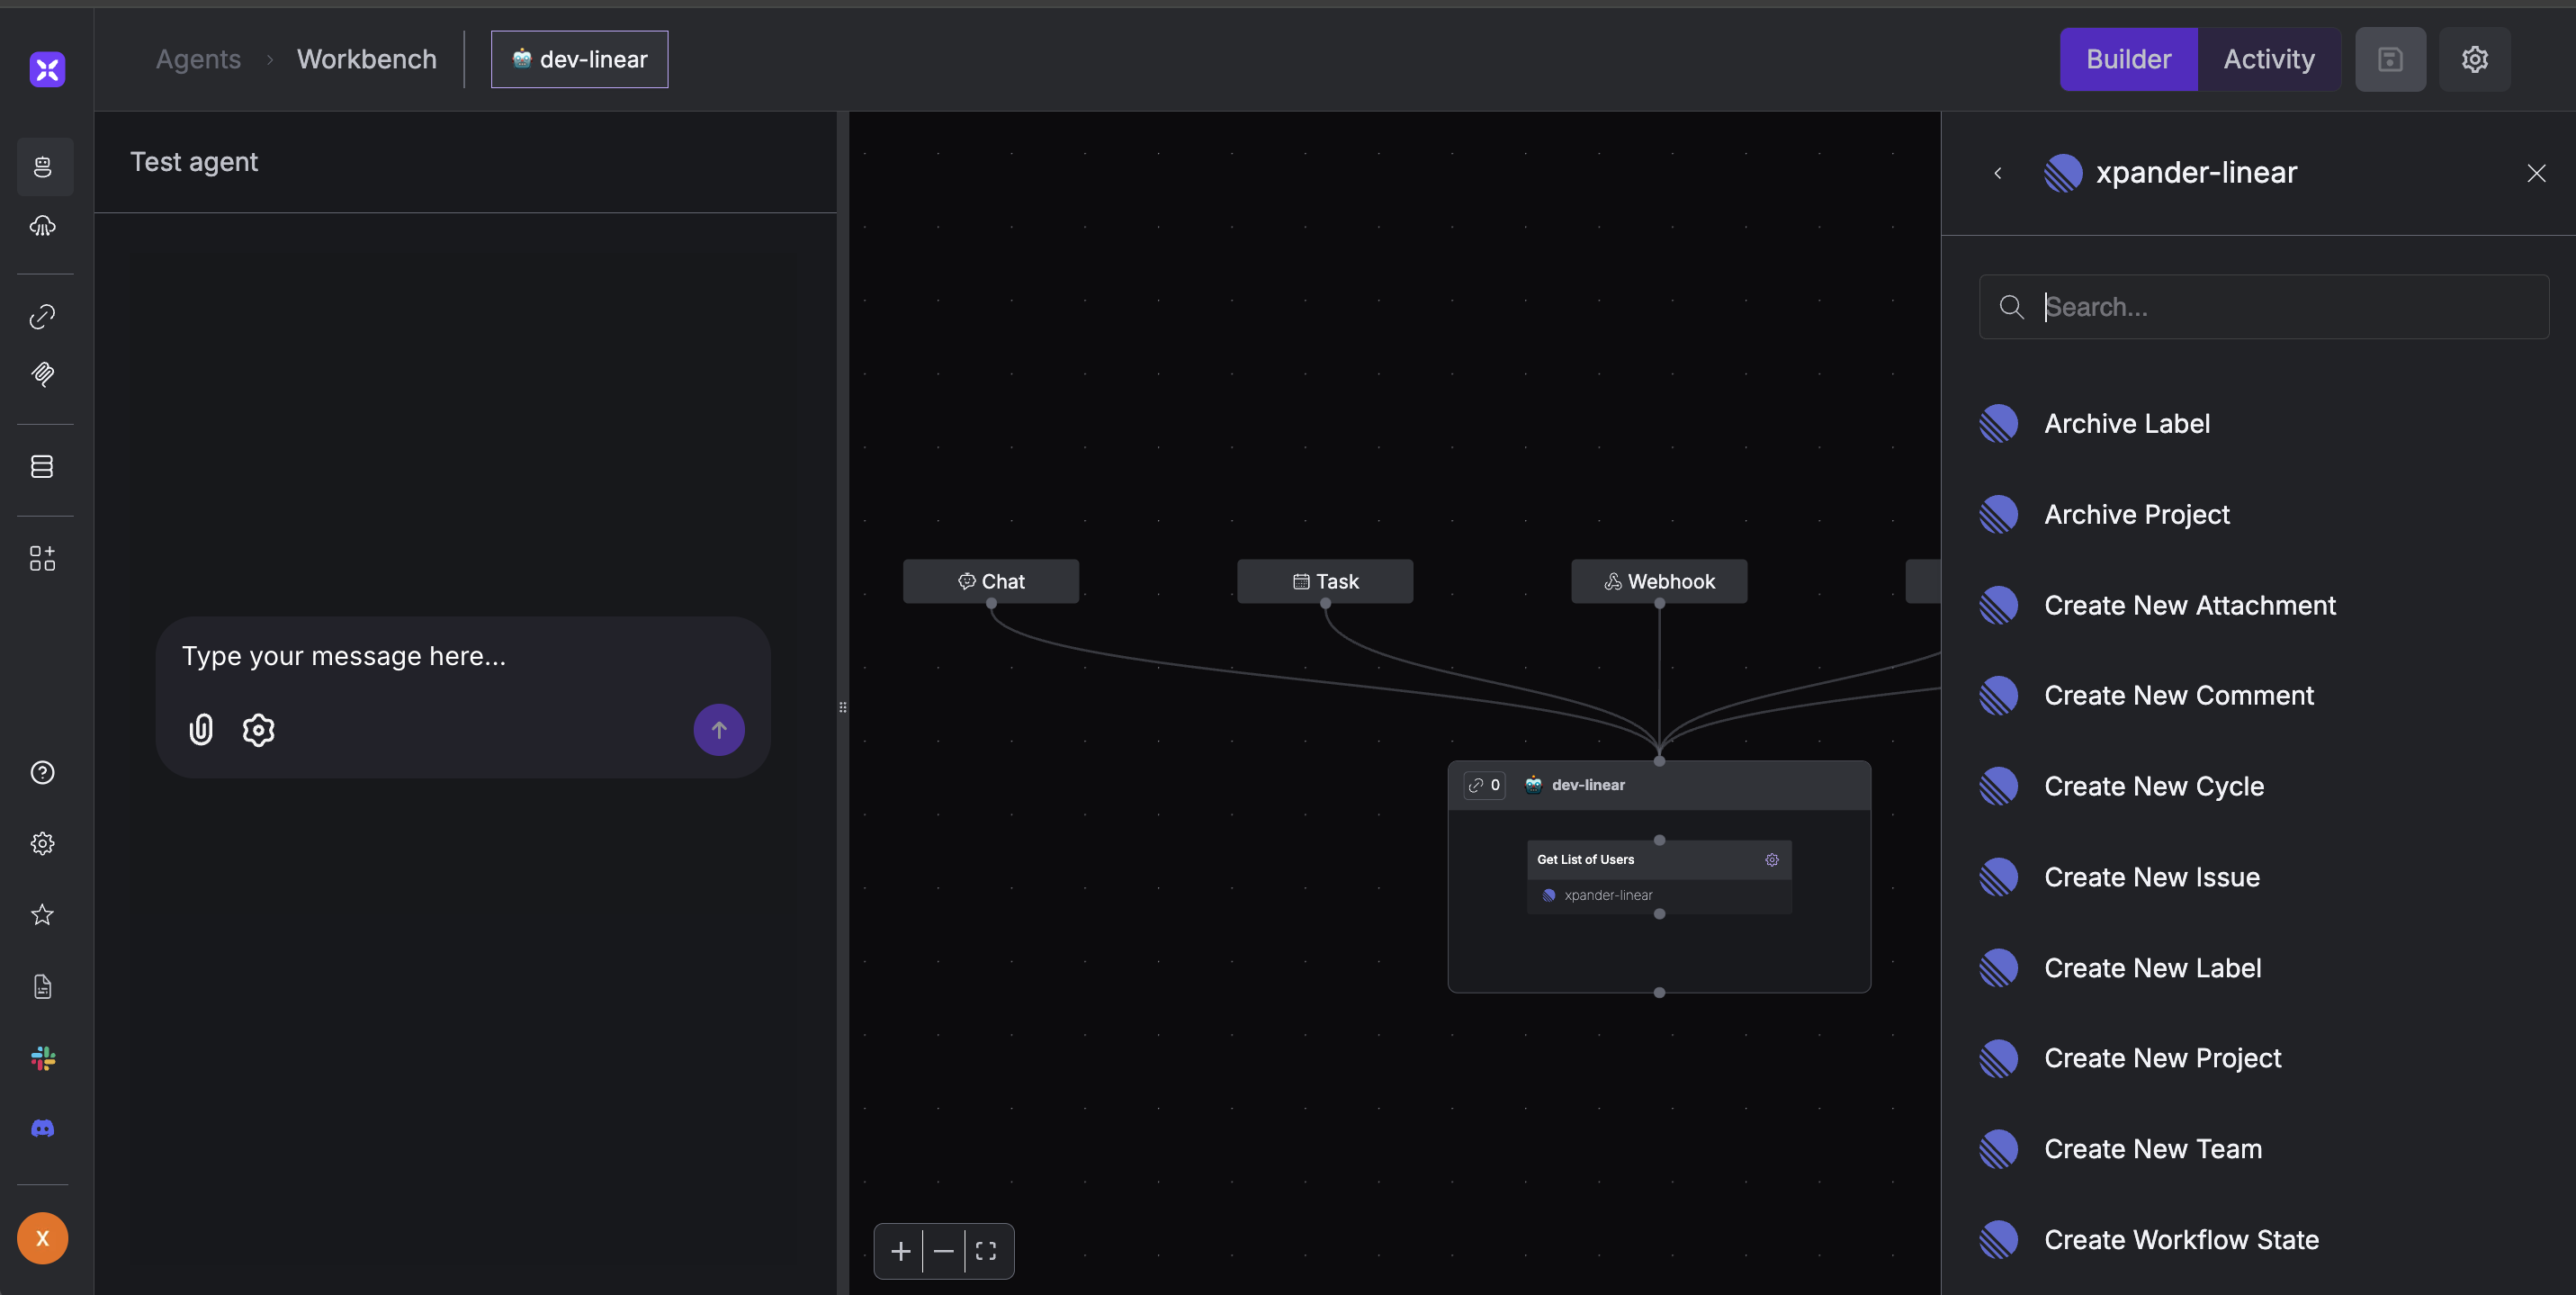 Agents
Workbench
dev-linear
Builder
Activity
Test agent
Type your message here...
Chat
Task
Webhook
0
dev-linear
Get List of Users
xpander-linear
xpander-linear
Search...
Archive Label
Archive Project
Create New Attachment
Create New Comment
Create New Cycle
Create New Issue
Create New Label
Create New Project
Create New Team
Create Workflow State
X